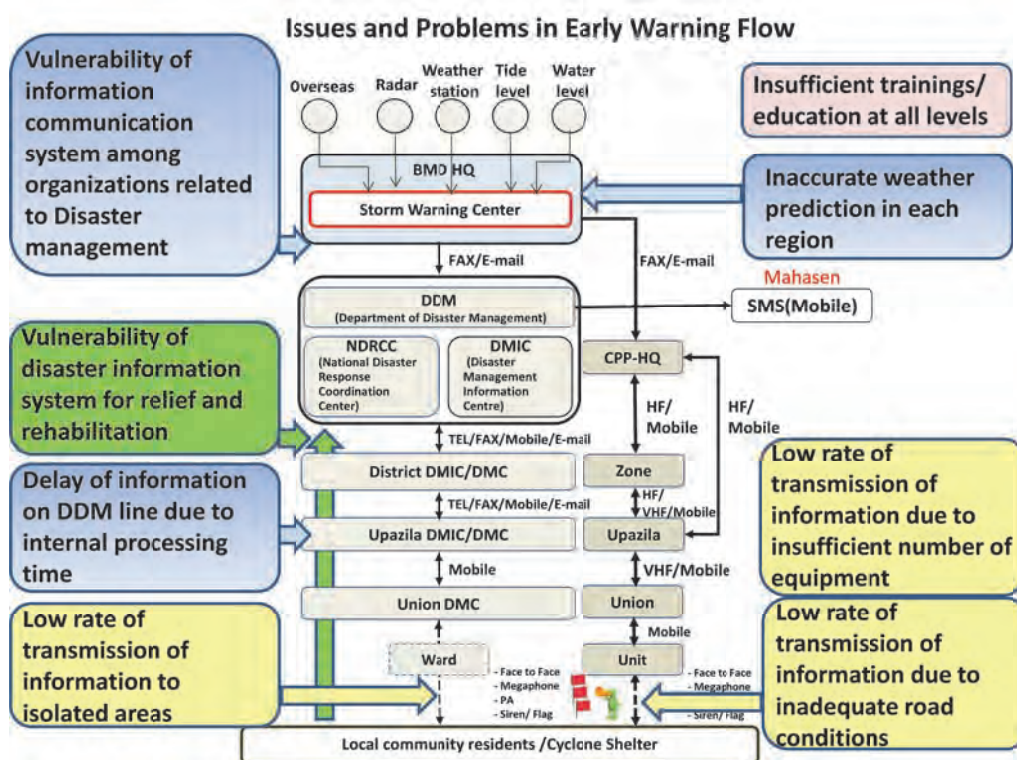 Issues and Problems in Early Warning Flow
Vulnerability of
information
communication
system among
organizations related
to Disaster
management
Overseas
Radar
Weather
station
Tide
level
Water
level
Insufficient trainings/
education at all levels
BMD HQ
Storm Warning Center
Inaccurate weather
prediction in each
region
FAX/E-mail
FAX/E-mail
Mahasen
SMS(Mobile)
DDM
(Department of Disaster Management)
NDRCC
(National Disaster
Response
Coordination
Center)
DMIC
(Disaster
Management
Information
Centre)
CPP-HQ
Vulnerability of
disaster information
system for relief and
rehabilitation
HF/
Mobile
HF/
Mobile
TEL/FAX/Mobile/E-mail
District DMIC/DMC
Zone
Delay of information
on DDM line due to
internal processing
time
TEL/FAX/Mobile/E-mail
HF/
VHF/Mobile
Upazila DMIC/DMC
Upazila
Low rate of
transmission of
information due to
insufficient number of
equipment
Mobile
VHF/Mobile
Union DMC
Union
Mobile
Low rate of
transmission of
information to
isolated areas
Ward
Unit
- Face to Face
- Megaphone
- PA
- Siren/ Flag
- Face to Face
- Megaphone
Siren/ Flag
Low rate of
transmission of
information due to
inadequate road
conditions
Local community residents /Cyclone Shelter